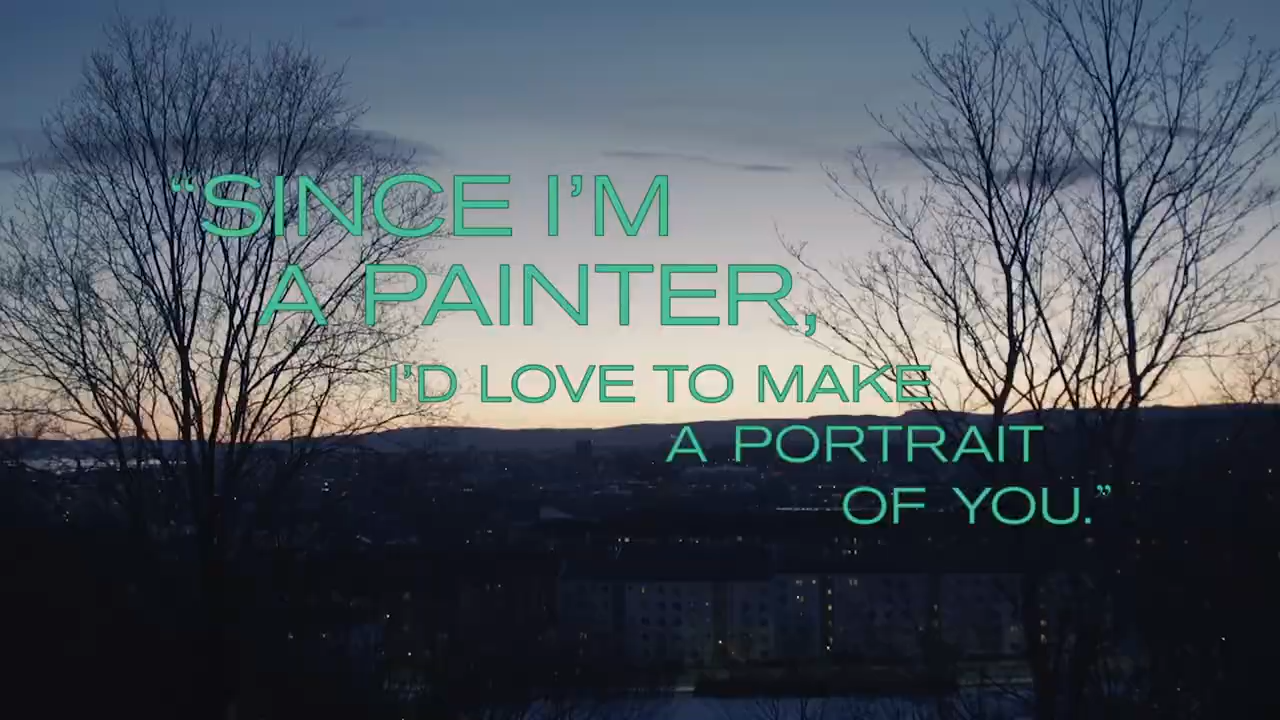 “SINCE I’M
A PAINTER,
I’D LOVE TO MAKE
A PORTRAIT
OF YOU.”